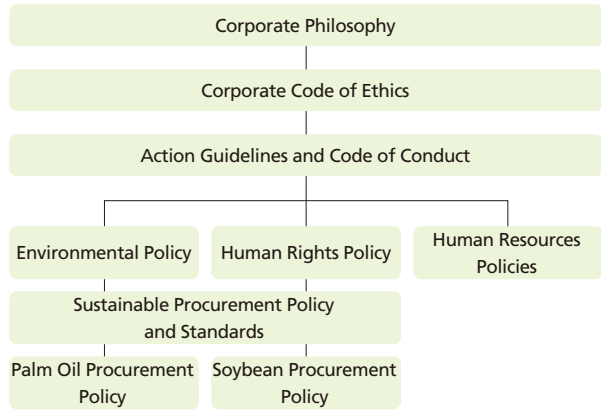 Corporate Philosophy
Corporate Code of Ethics
Action Guidelines and Code of Conduct
Environmental Policy
Human Rights Policy
Human Resources
Policies
Sustainable Procurement Policy
and Standards
Palm Oil Procurement
Policy
Soybean Procurement
Policy